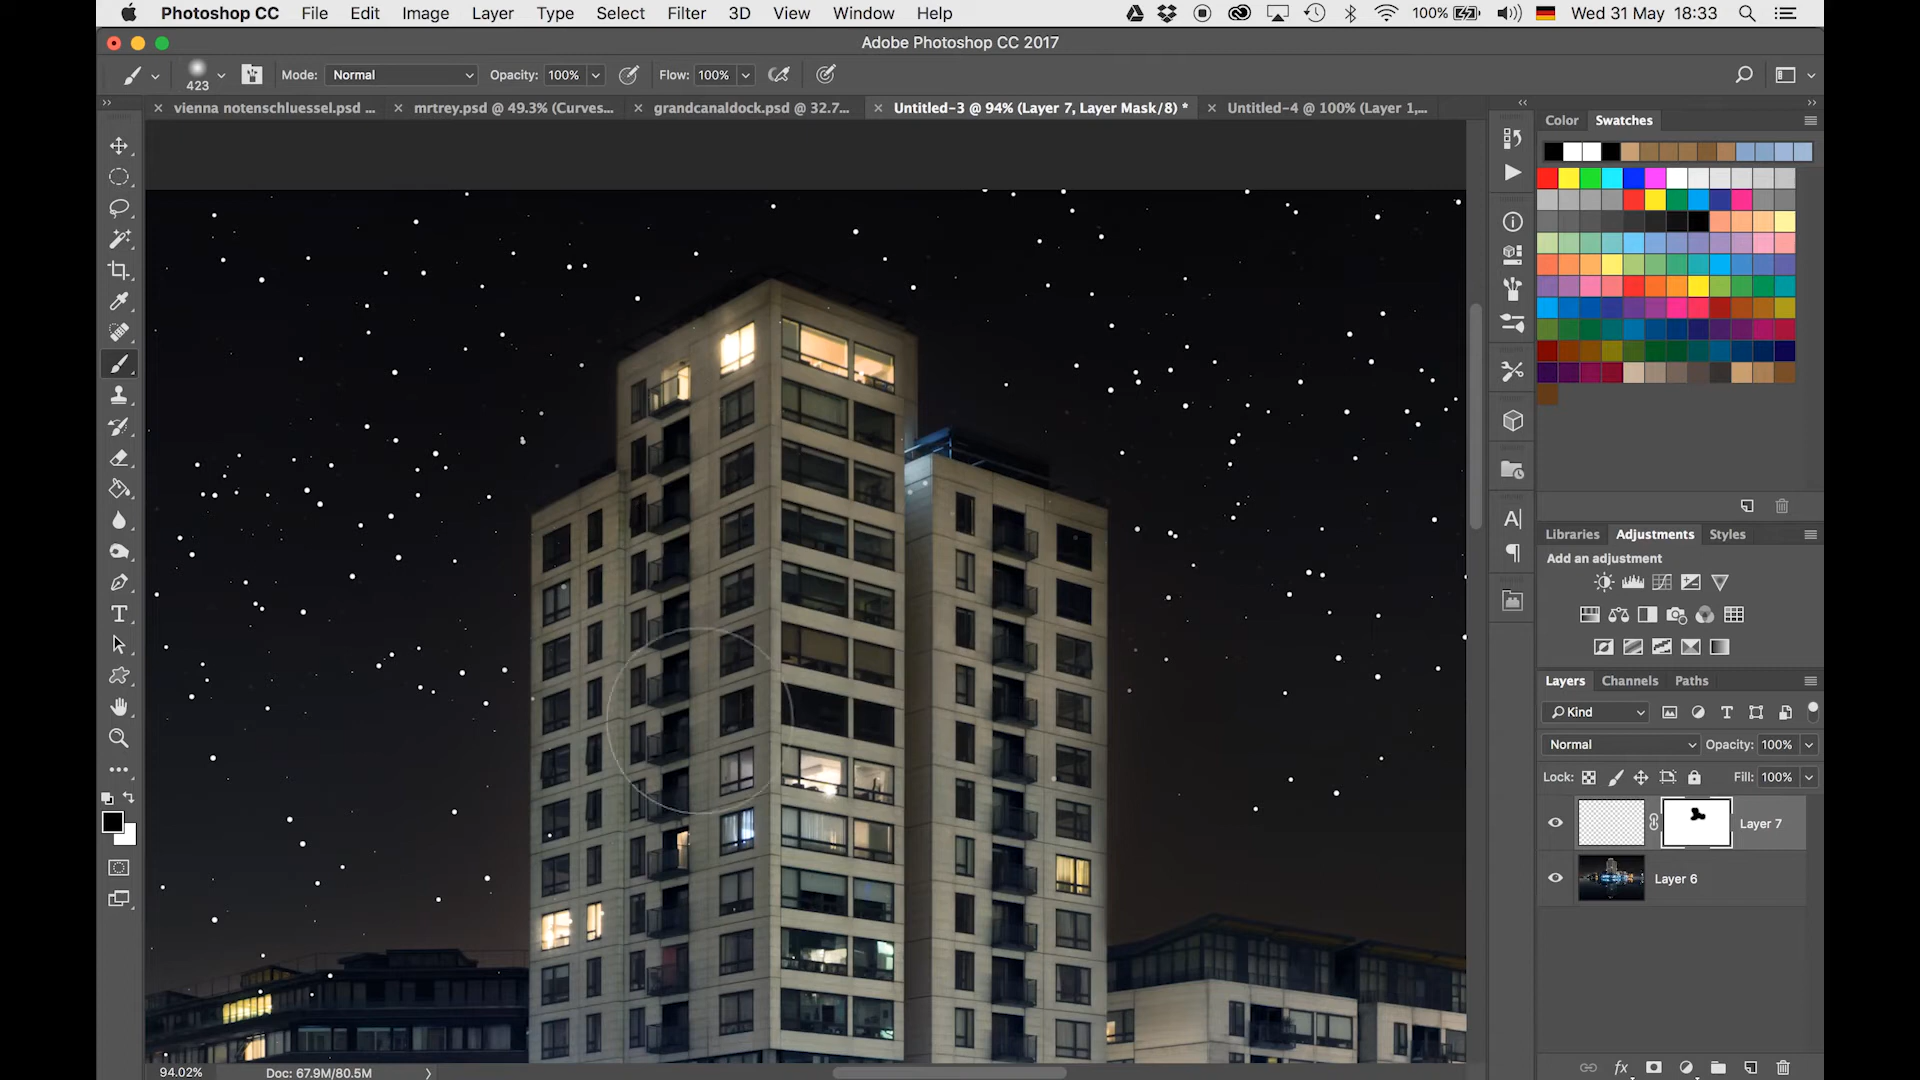 Photoshop CC File Edit Image Layer Type Select Filter 3D View Window Help 100% Wed 31 May 18:33
Adobe Photoshop CC 2017
423 Mode: Normal Opacity: 100% Flow: 100%
vienna notenschluessel.psd ... mrtrey.psd @ 49.3% (Curves... grandcanaldock.psd @ 32.7... Untitled-3 @ 94% (Layer 7, Layer Mask/8) * Untitled-4 @ 100% (Layer 1,...
Color Swatches
Libraries Adjustments Styles
Add an adjustment
Layers Channels Paths
Kind
Normal Opacity: 100%
Lock: Fill: 100%
Layer 7
Layer 6
fx
94.02% Doc: 67.9M/80.5M